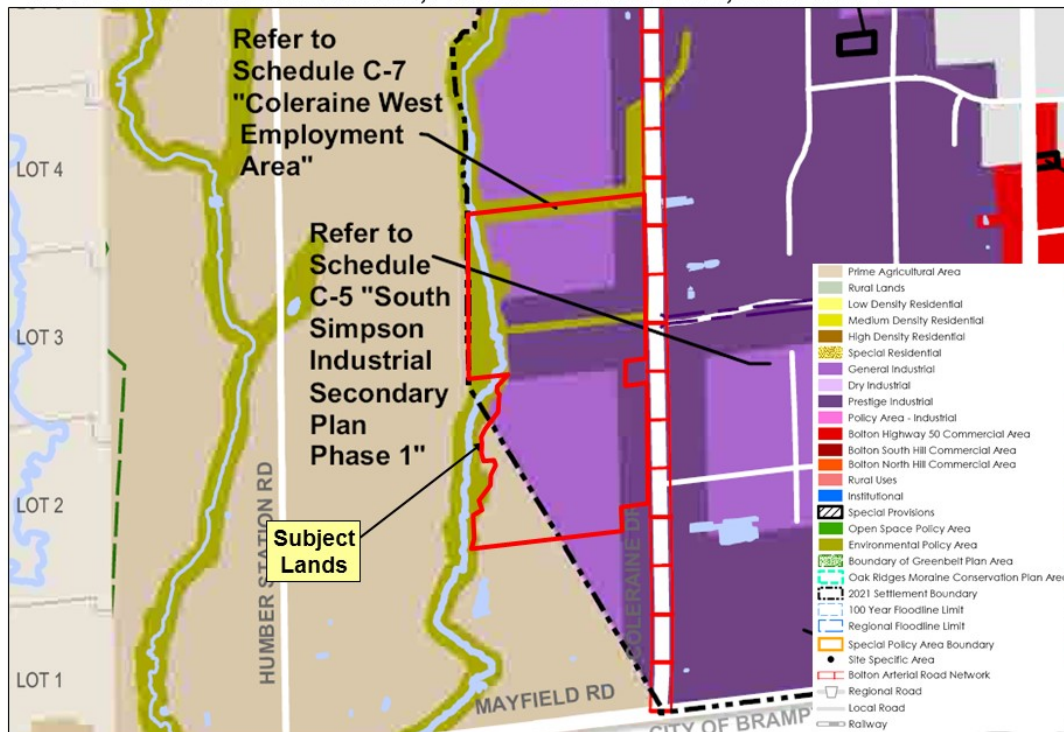 Refer to
Schedule C-7
"Coleraine West
Employment
Area"
LOT 4
Refer to
Schedule
C-5 "South
Simpson
Industrial
Secondary
Plan
Phase 1"
LOT 3
LOT 2
Subject
Lands
HUMBER STATION RD
COLERAINE DR
LOT 1
MAYFIELD RD
CITY OF BRAMP
Prime Agricultural Area
Rural Lands
Low Density Residential
Medium Density Residential
High Density Residential
Special Residential
General Industrial
Dry Industrial
Prestige Industrial
Policy Area - Industrial
Bolton Highway 50 Commercial Area
Bolton South Hill Commercial Area
Bolton North Hill Commercial Area
Rural Uses
Institutional
Special Provisions
Open Space Policy Area
Environmental Policy Area
Boundary of Greenbelt Plan Area
Oak Ridges Moraine Conservation Plan Area
2021 Settlement Boundary
100 Year Floodline Limit
Regional Floodline Limit
Special Policy Area Boundary
Site Specific Area
Bolton Arterial Road Network
Regional Road
Local Road
Railway